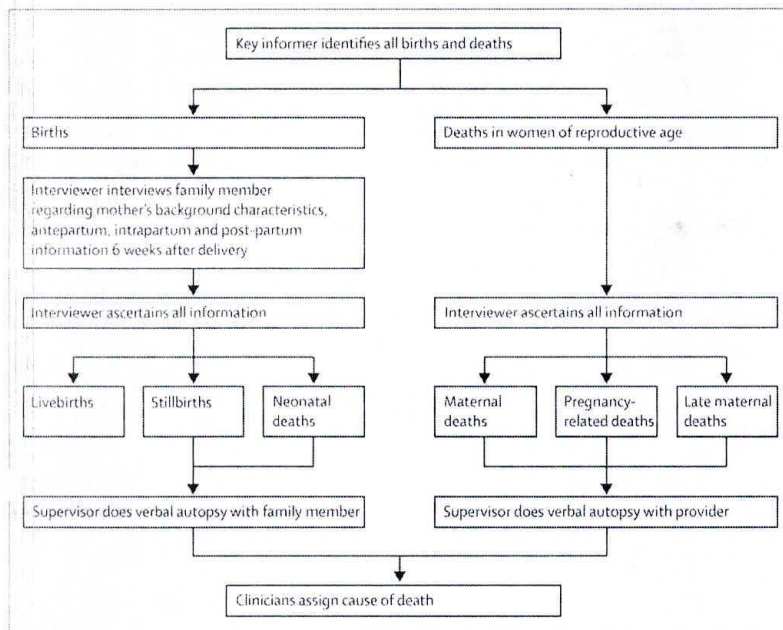 Key informer identifies all births and deaths
Births
Deaths in women of reproductive age
Interviewer interviews family member
regarding mother's background characteristics,
antepartum, intrapartum and post-partum
information 6 weeks after delivery
Interviewer ascertains all information
Interviewer ascertains all information
Livebirths
Stillbirths
Neonatal
deaths
Maternal
deaths
Pregnancy-
related deaths
Late maternal
deaths
Supervisor does verbal autopsy with family member
Supervisor does verbal autopsy with provider
Clinicians assign cause of death